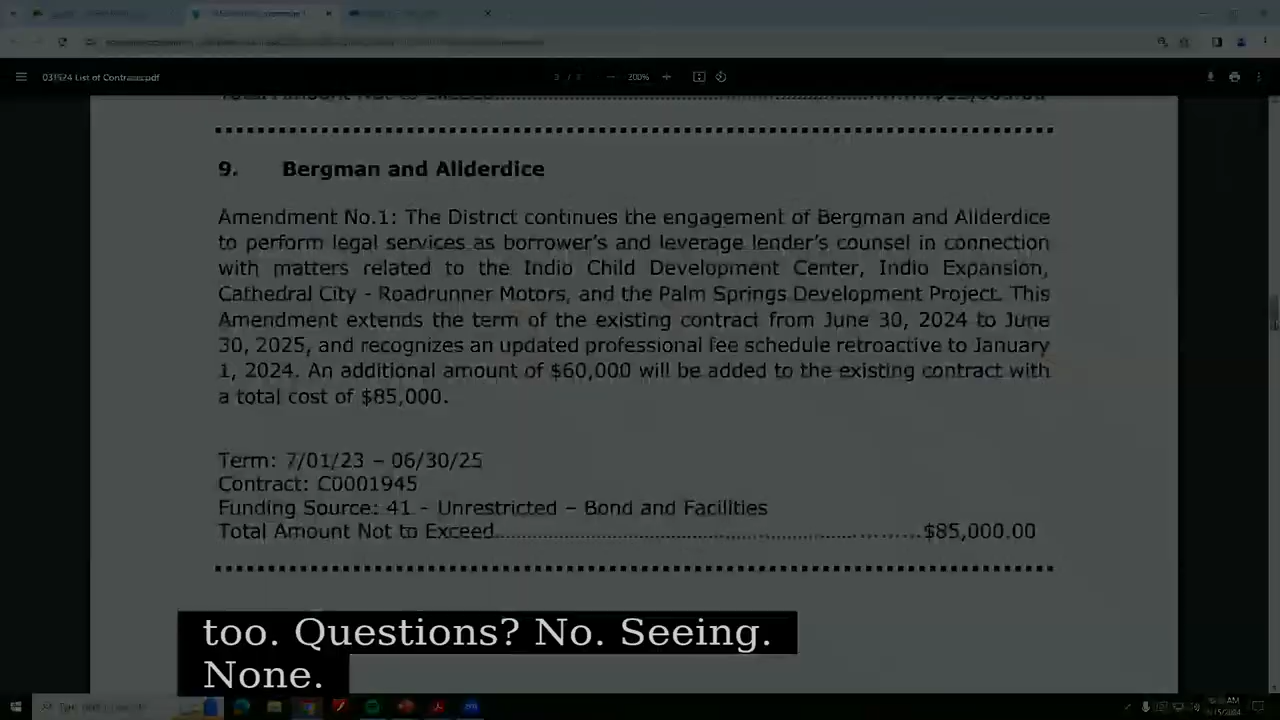 031924 List of Contracts.pdf
200%
9. Bergman and Allderdice
Amendment No.1: The District continues the engagement of Bergman and Allderdice
to perform legal services as borrower's and leverage lender's counsel in connection
with matters related to the Indio Child Development Center, Indio Expansion,
Cathedral City - Roadrunner Motors, and the Palm Springs Development Project. This
Amendment extends the term of the existing contract from June 30, 2024 to June
30, 2025, and recognizes an updated professional fee schedule retroactive to January
1, 2024. An additional amount of $60,000 will be added to the existing contract with
a total cost of $85,000.
Term: 7/01/23 – 06/30/25
Contract: C0001945
Funding Source: 41 - Unrestricted – Bond and Facilities
Total Amount Not to Exceed..............................................................$85,000.00
too. Questions? No. Seeing.
None.